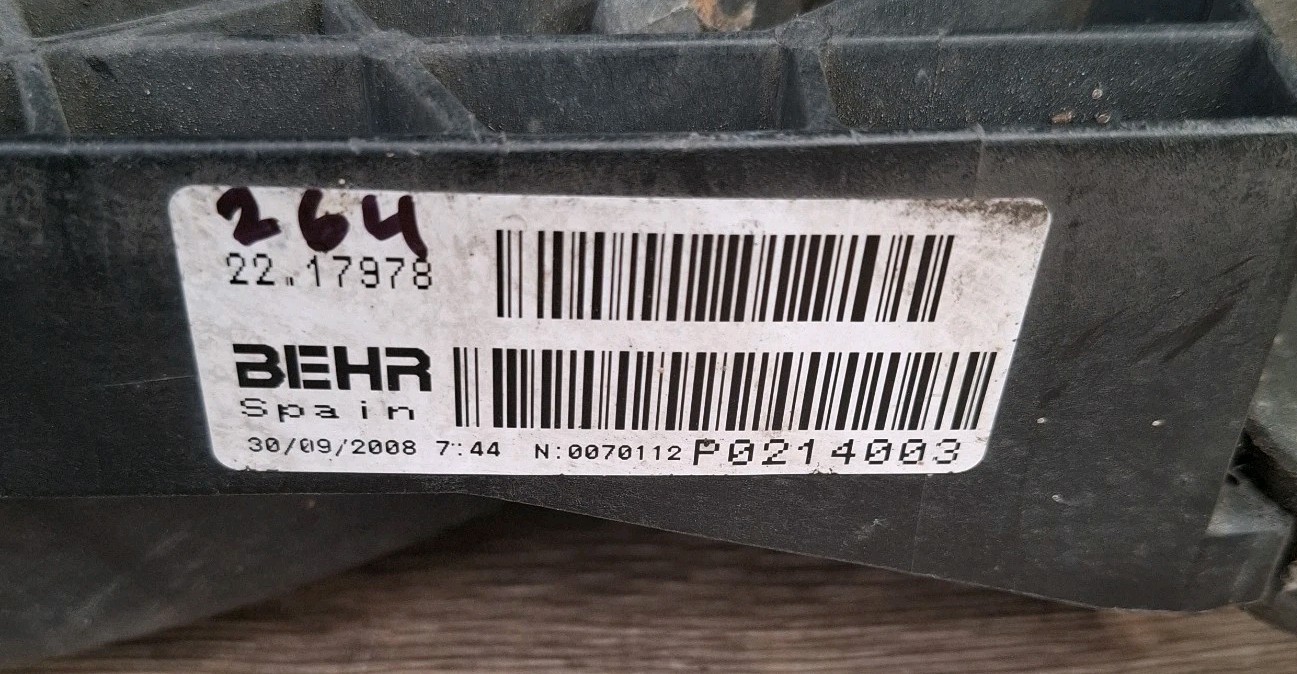 264
22.17978
BEHR
Spain
30/09/2008 7:44 N:0070112 P0214003